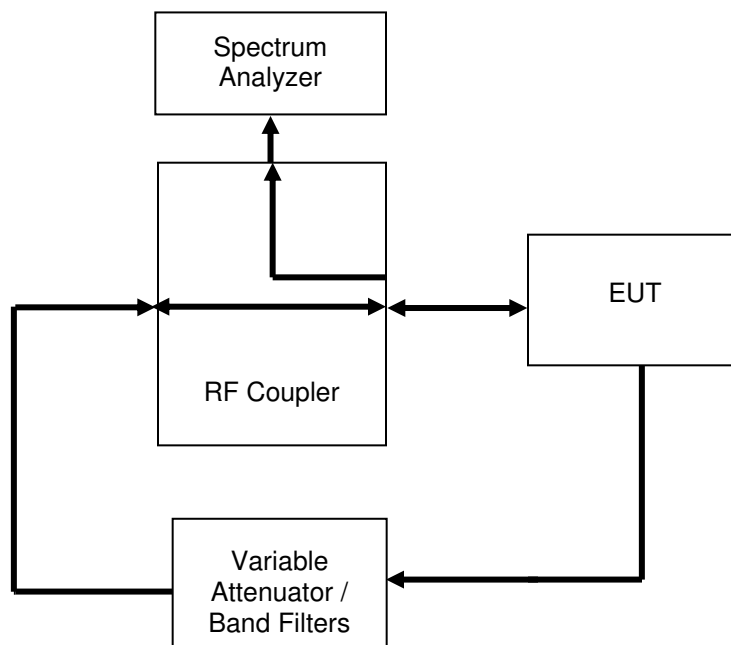 Spectrum
Analyzer
EUT
RF Coupler
Variable
Attenuator /
Band Filters